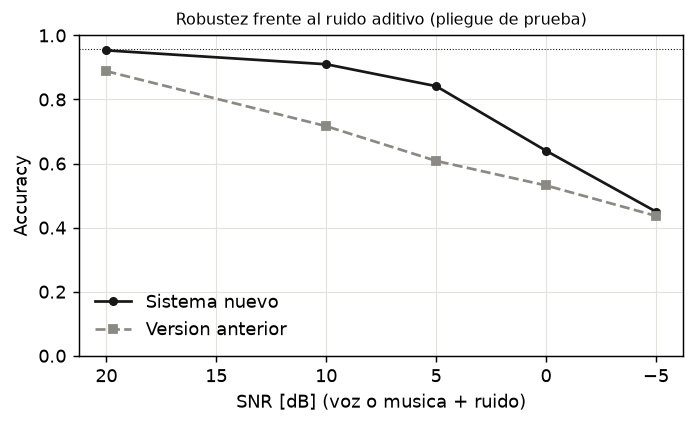 Robustez frente al ruido aditivo (pliegue de prueba)
1.0
0.8
0.6
0.4
0.2
0.0
Accuracy
Sistema nuevo
Version anterior
20 15 10 5 0 −5
SNR [dB] (voz o musica + ruido)